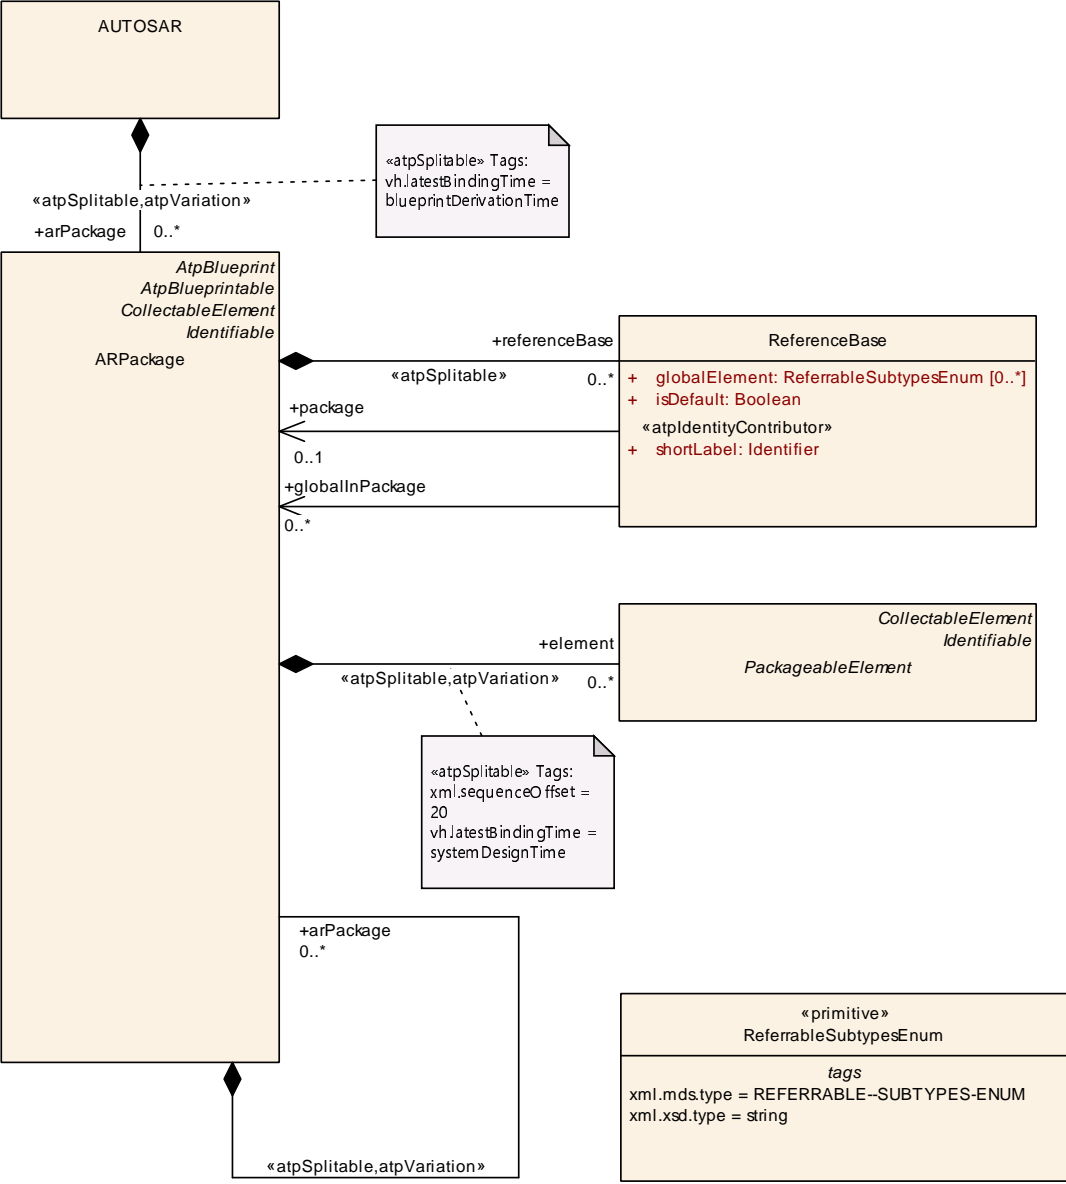 AUTOSAR
«atpSplitable» Tags:
vh.latestBindingTime =
blueprintDerivationTime
«atpSplitable,atpVariation»
+arPackage 0..*
AtpBlueprint
AtpBlueprintable
CollectableElement
Identifiable
ARPackage
+referenceBase
«atpSplitable»
0..*
ReferenceBase
+ globalElement: ReferrableSubtypesEnum [0..*]
+ isDefault: Boolean
«atpIdentityContributor»
+ shortLabel: Identifier
+package
0..1
+globalInPackage
0..*
+element
«atpSplitable,atpVariation»
0..*
CollectableElement
Identifiable
PackageableElement
«atpSplitable» Tags:
xml.sequenceOffset =
20
vh.latestBindingTime =
systemDesignTime
+arPackage
0..*
«atpSplitable,atpVariation»
«primitive»
ReferrableSubtypesEnum
tags
xml.mds.type = REFERRABLE--SUBTYPES-ENUM
xml.xsd.type = string